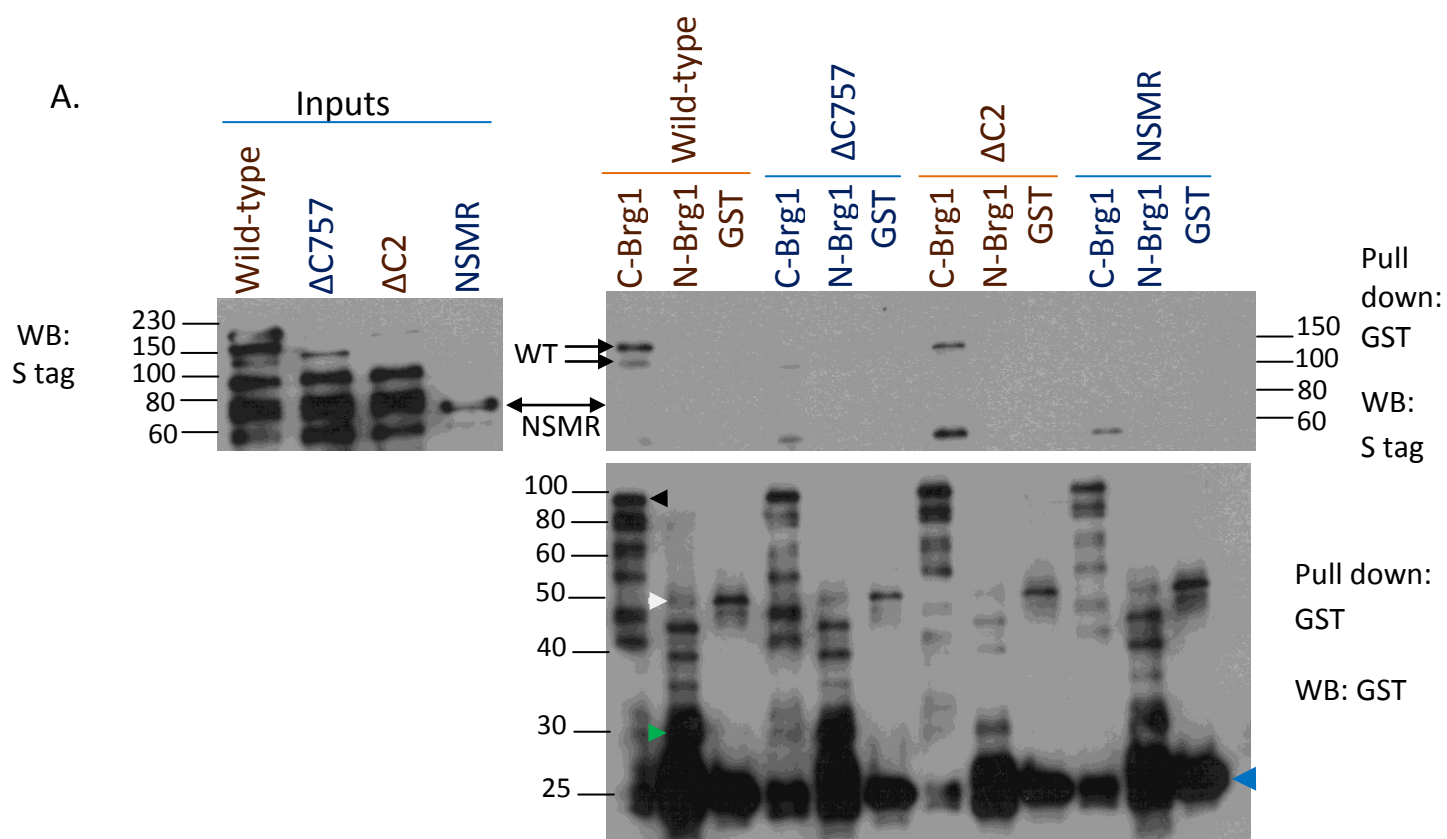 A.
Inputs
Wild-type
ΔC757
ΔC2
NSMR
WB:
S tag
230
150
100
80
60
WT
NSMR
Wild-type
ΔC757
ΔC2
NSMR
C-Brg1
N-Brg1
GST
C-Brg1
N-Brg1
GST
C-Brg1
N-Brg1
GST
C-Brg1
N-Brg1
GST
150
100
80
60
Pull
down:
GST
WB:
S tag
100
80
60
50
40
30
25
Pull down:
GST
WB: GST